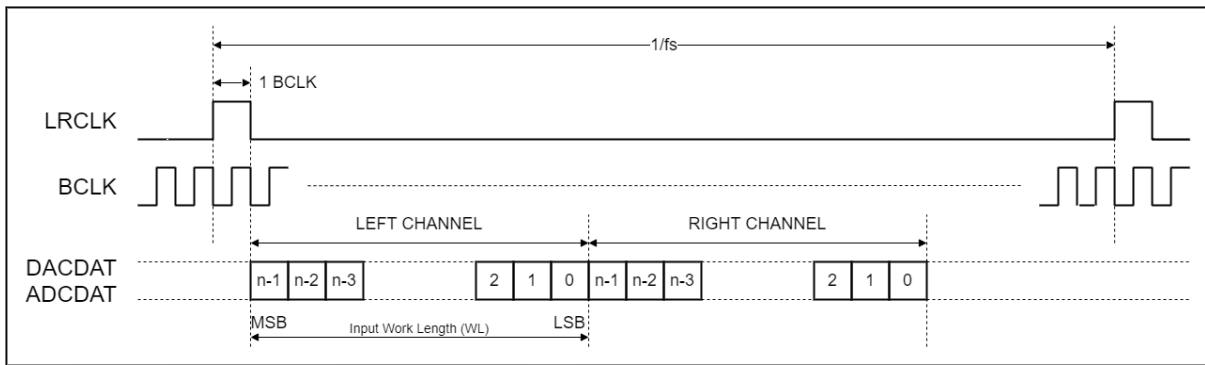 1/fs
1 BCLK
LRCLK
BCLK
LEFT CHANNEL RIGHT CHANNEL
DACDAT
ADCDAT
n-1 n-2 n-3 2 1 0 n-1 n-2 n-3 2 1 0
MSB Input Work Length (WL) LSB